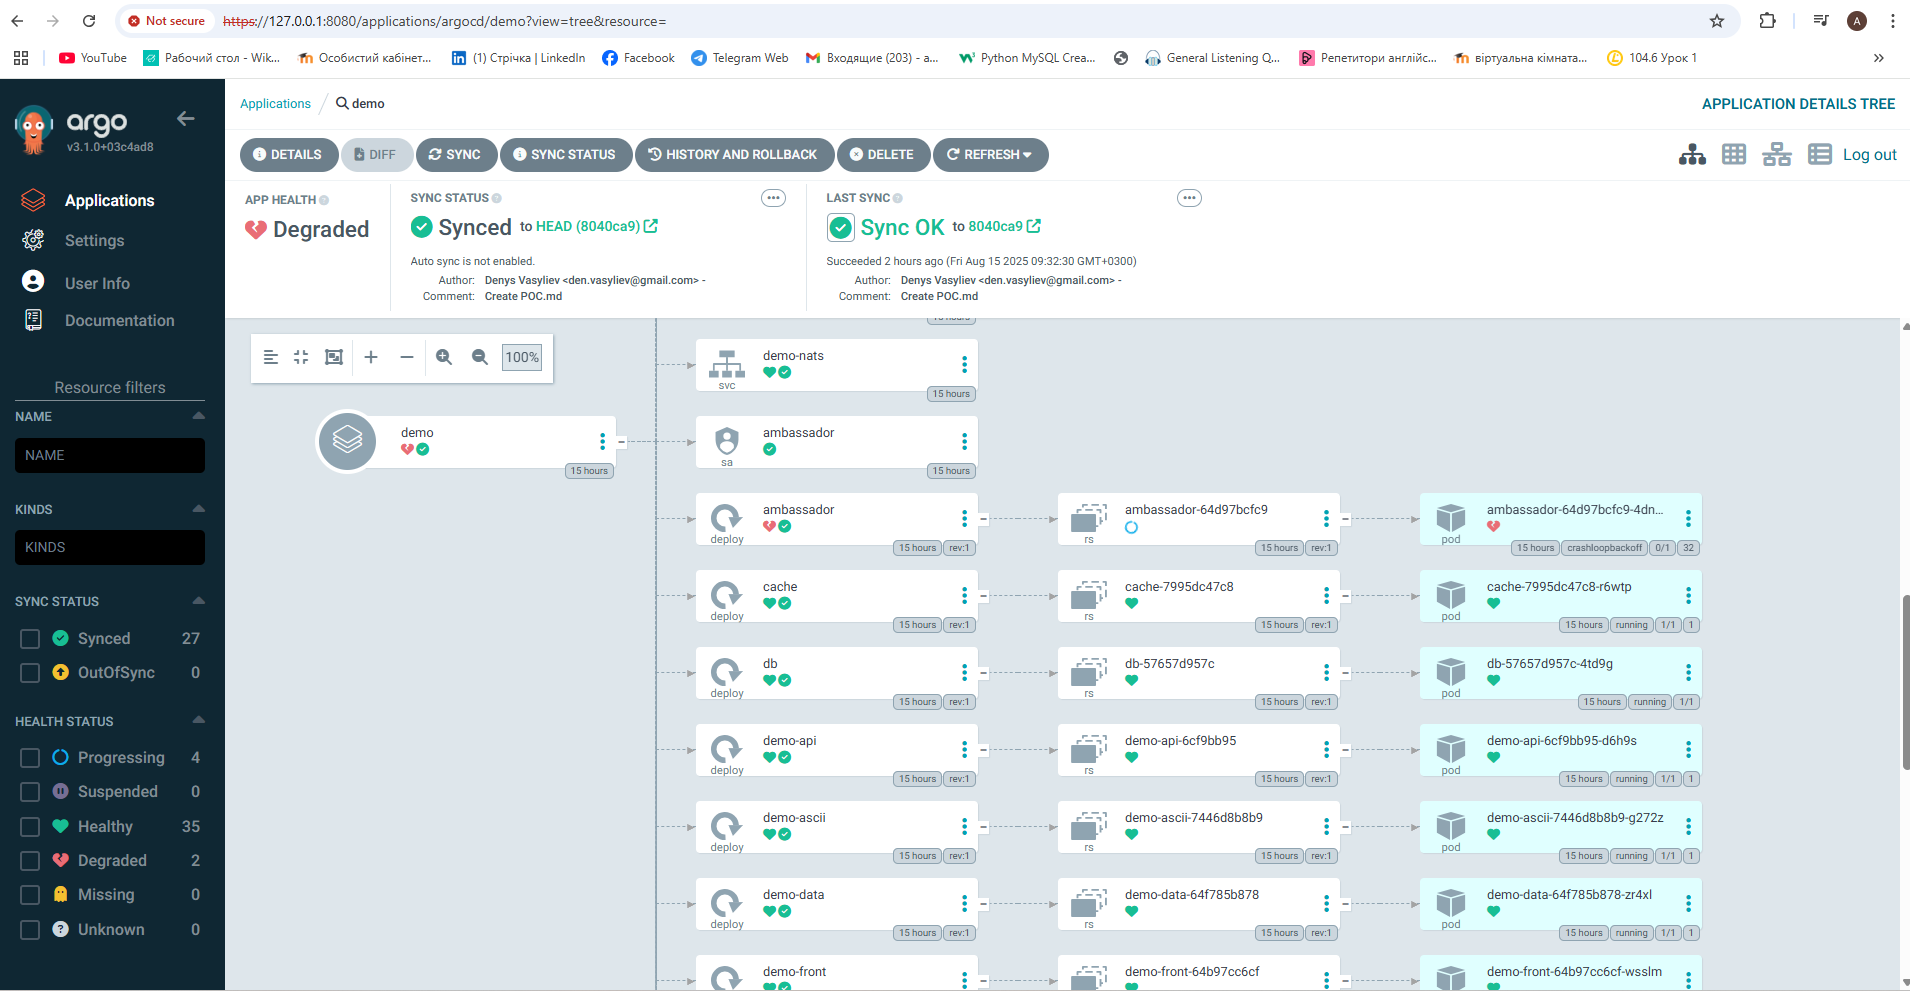 Not secure https://127.0.0.1:8080/applications/argocd/demo?view=tree&resource=
A
YouTube Рабочий стол - Wik... Особистий кабінет... (1) Стрічка | LinkedIn Facebook Telegram Web Входящие (203) - a... Python MySQL Crea... General Listening Q... Репетитори англійс... віртуальна кімната... 104.6 Урок 1
argo
v3.1.0+03c4ad8
Applications
Settings
User Info
Documentation
Resource filters
NAME
NAME
KINDS
KINDS
SYNC STATUS
Synced 27
OutOfSync 0
HEALTH STATUS
Progressing 4
Suspended 0
Healthy 35
Degraded 2
Missing 0
Unknown 0
Applications / demo
APPLICATION DETAILS TREE
DETAILS DIFF SYNC SYNC STATUS HISTORY AND ROLLBACK DELETE REFRESH
Log out
APP HEALTH
Degraded
SYNC STATUS
Synced to HEAD (8040ca9)
Auto sync is not enabled.
Author: Denys Vasyliev <den.vasyliev@gmail.com> -
Comment: Create POC.md
LAST SYNC
Sync OK to 8040ca9
Succeeded 2 hours ago (Fri Aug 15 2025 09:32:30 GMT+0300)
Author: Denys Vasyliev <den.vasyliev@gmail.com> -
Comment: Create POC.md
100%
demo
15 hours
15 hours
demo-nats
svc
15 hours
ambassador
sa
15 hours
ambassador
deploy
15 hours rev:1
ambassador-64d97bcfc9
rs
15 hours rev:1
ambassador-64d97bcfc9-4dn...
pod
15 hours crashloopbackoff 0/1 32
cache
deploy
15 hours rev:1
cache-7995dc47c8
rs
15 hours rev:1
cache-7995dc47c8-r6wtp
pod
15 hours running 1/1 1
db
deploy
15 hours rev:1
db-57657d957c
rs
15 hours rev:1
db-57657d957c-4td9g
pod
15 hours running 1/1
demo-api
deploy
15 hours rev:1
demo-api-6cf9bb95
rs
15 hours rev:1
demo-api-6cf9bb95-d6h9s
pod
15 hours running 1/1 1
demo-ascii
deploy
15 hours rev:1
demo-ascii-7446d8b8b9
rs
15 hours rev:1
demo-ascii-7446d8b8b9-g272z
pod
15 hours running 1/1 1
demo-data
deploy
15 hours rev:1
demo-data-64f785b878
rs
15 hours rev:1
demo-data-64f785b878-zr4xl
pod
15 hours running 1/1 1
demo-front
demo-front-64b97cc6cf
demo-front-64b97cc6cf-wsslm